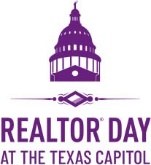 REALTOR® DAY
AT THE TEXAS CAPITOL